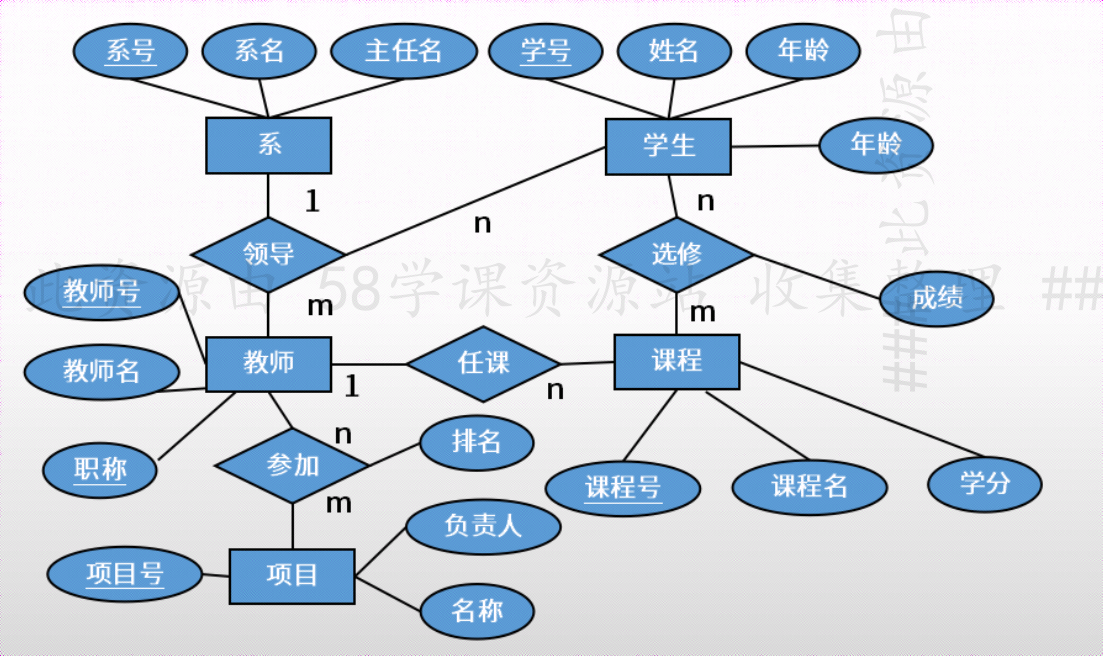 系号 系名 主任名 学号 姓名 年龄
系 学生 年龄
1 n
n
领导 选修
教师号 m m 成绩
教师名 教师 任课 课程
1 n
职称 n 排名
参加 课程号 课程名 学分
m
负责人
项目号 项目
名称
此资源由 58学课资源站 收集整理 ##
###此资源由